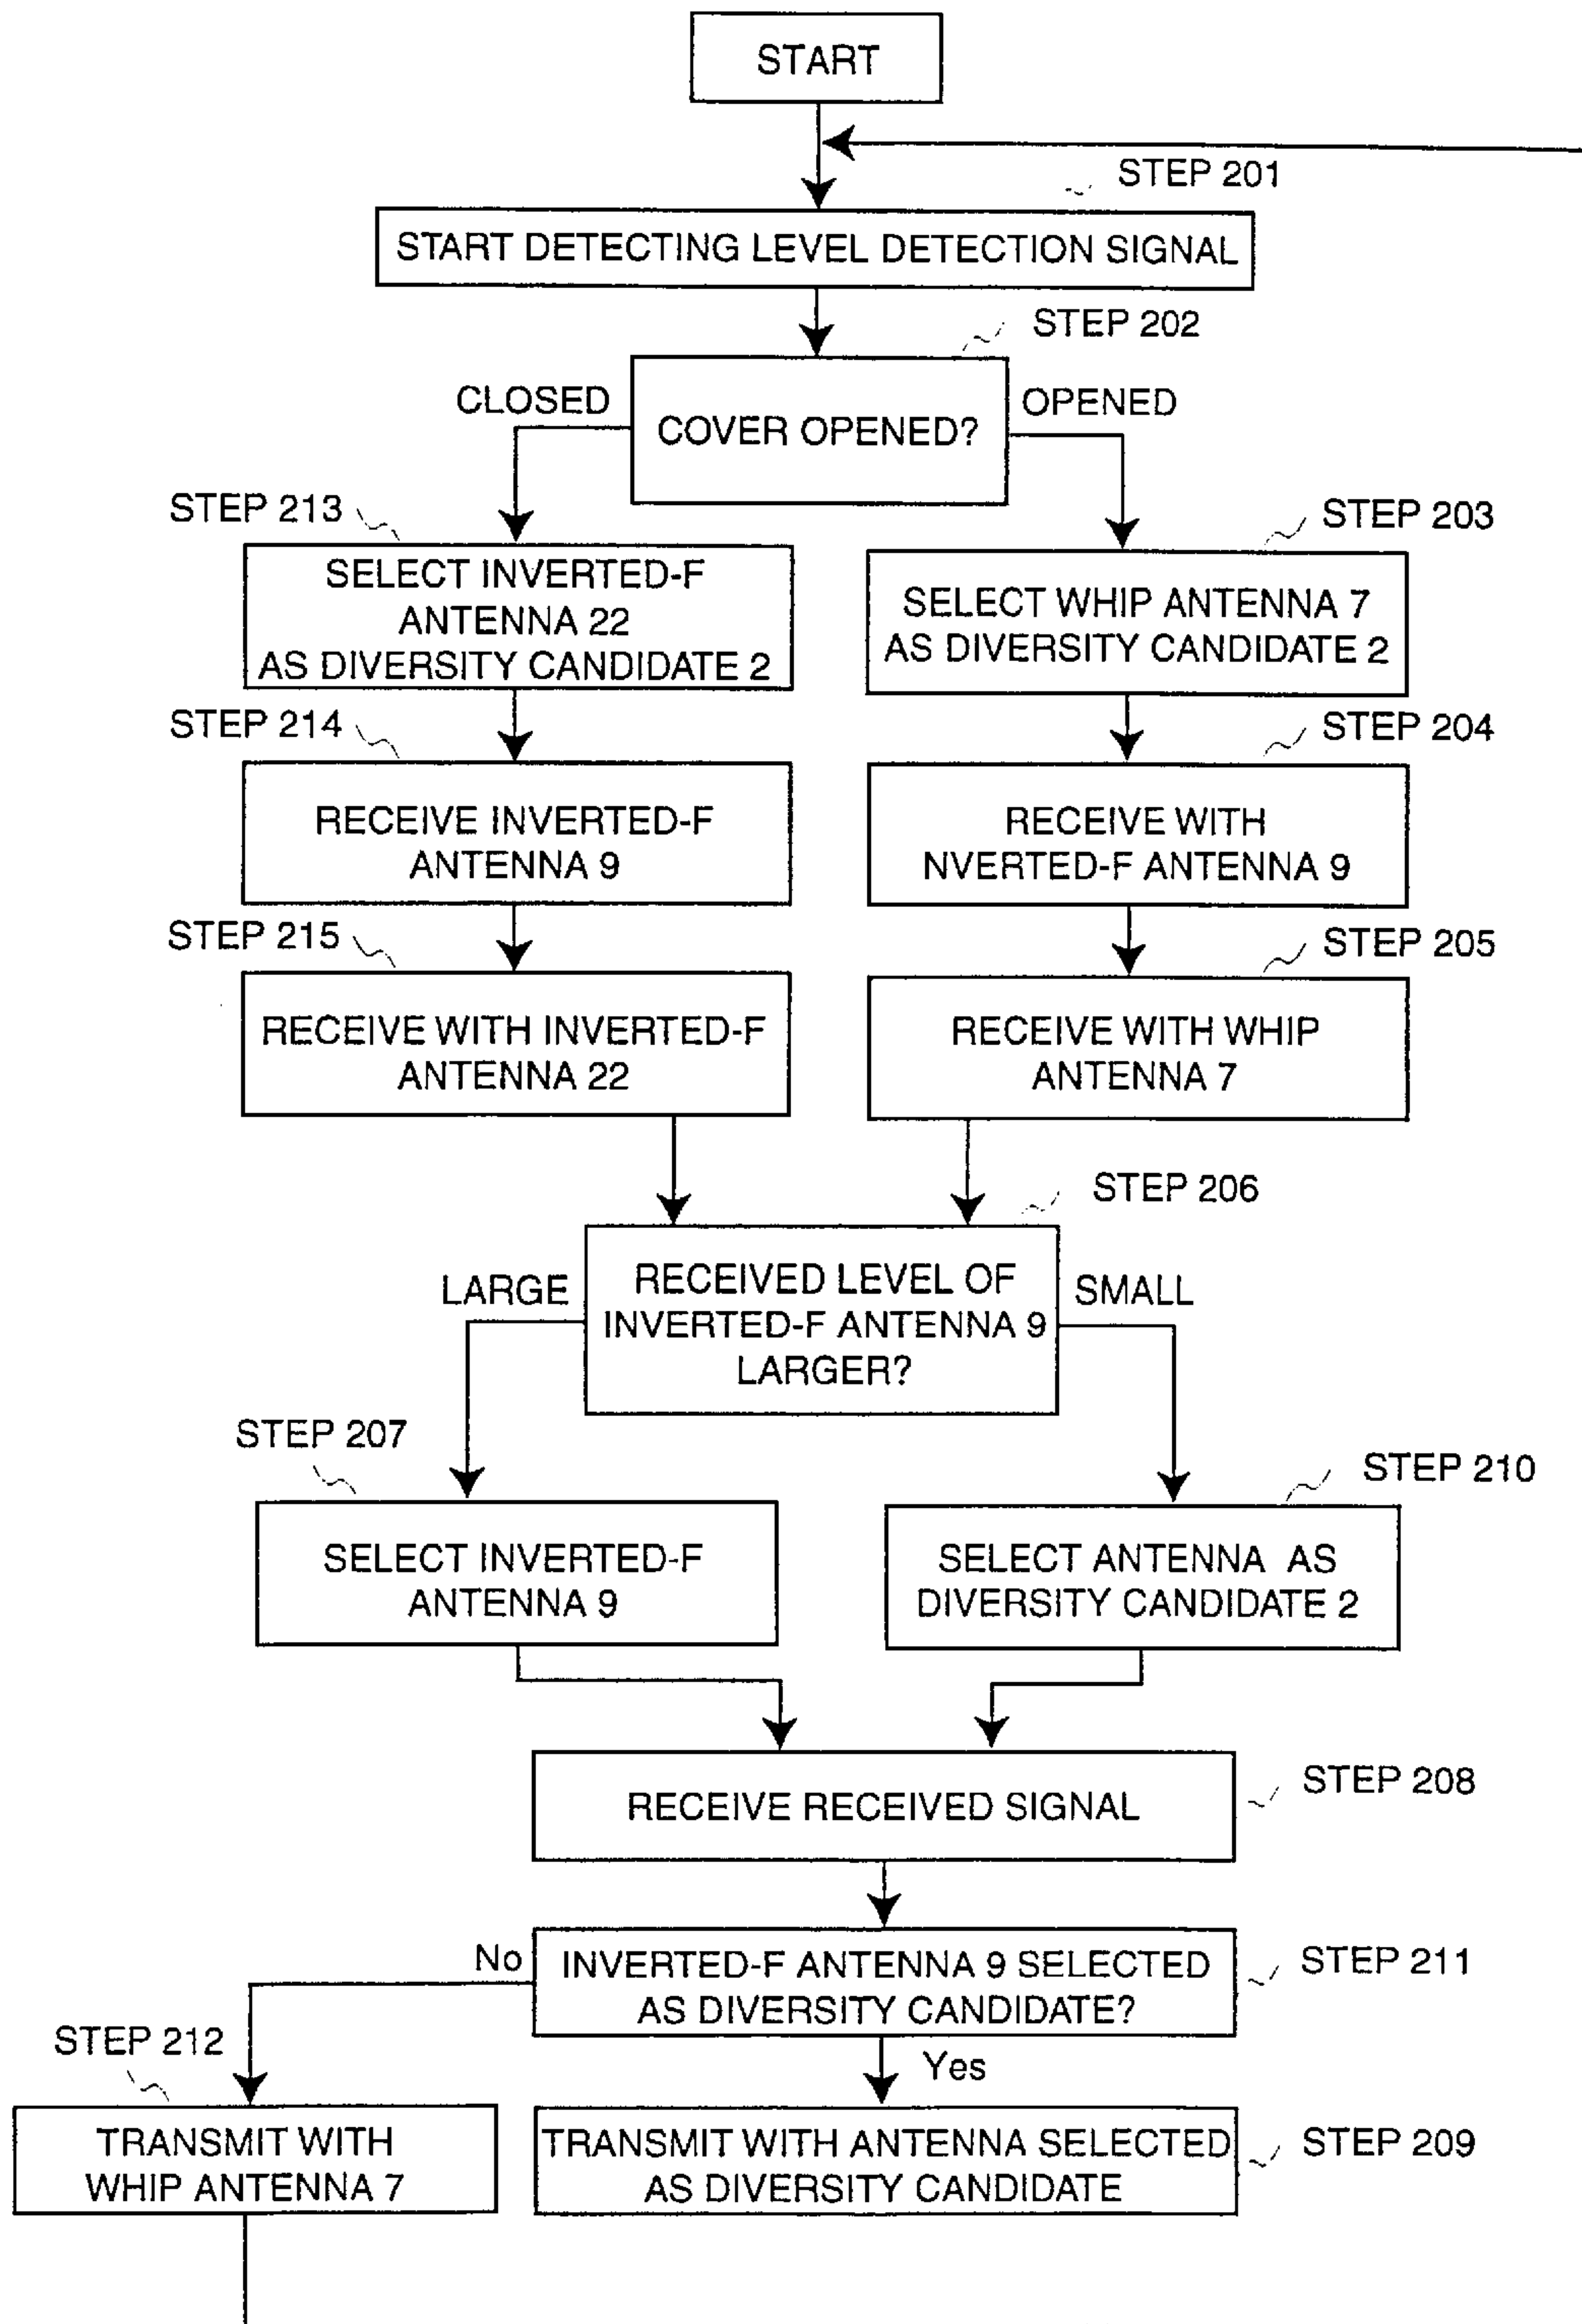 START
STEP 201
START DETECTING LEVEL DETECTION SIGNAL
STEP 202
CLOSED
COVER OPENED?
OPENED
STEP 213
SELECT INVERTED-F
ANTENNA 22
AS DIVERSITY CANDIDATE 2
STEP 203
SELECT WHIP ANTENNA 7
AS DIVERSITY CANDIDATE 2
STEP 214
RECEIVE INVERTED-F
ANTENNA 9
STEP 204
RECEIVE WITH
NVERTED-F ANTENNA 9
STEP 215
RECEIVE WITH INVERTED-F
ANTENNA 22
STEP 205
RECEIVE WITH WHIP
ANTENNA 7
STEP 206
LARGE
RECEIVED LEVEL OF
INVERTED-F ANTENNA 9
LARGER?
SMALL
STEP 207
SELECT INVERTED-F
ANTENNA 9
STEP 210
SELECT ANTENNA AS
DIVERSITY CANDIDATE 2
RECEIVE RECEIVED SIGNAL
STEP 208
No
INVERTED-F ANTENNA 9 SELECTED
AS DIVERSITY CANDIDATE?
STEP 211
Yes
STEP 212
TRANSMIT WITH
WHIP ANTENNA 7
TRANSMIT WITH ANTENNA SELECTED
AS DIVERSITY CANDIDATE
STEP 209